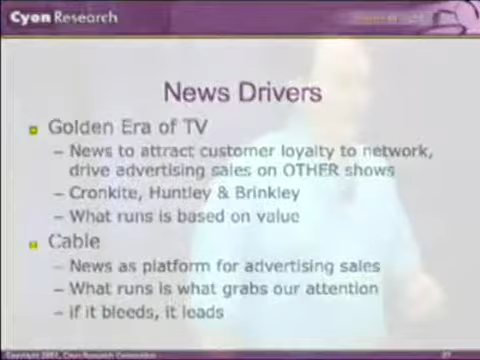 Cyon Research
News Drivers
Golden Era of TV
– News to attract customer loyalty to network,
drive advertising sales on OTHER shows
– Cronkite, Huntley & Brinkley
– What runs is based on value
Cable
– News as platform for advertising sales
– What runs is what grabs our attention
– if it bleeds, it leads
Cyon Research Corporation